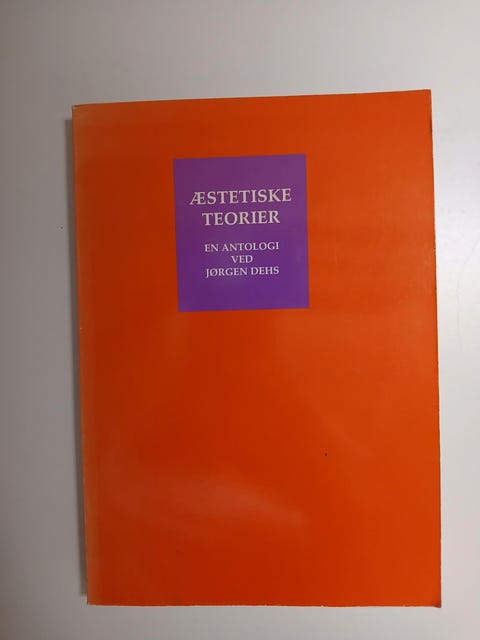 ÆSTETISKE
TEORIER
EN ANTOLOGI
VED
JØRGEN DEHS